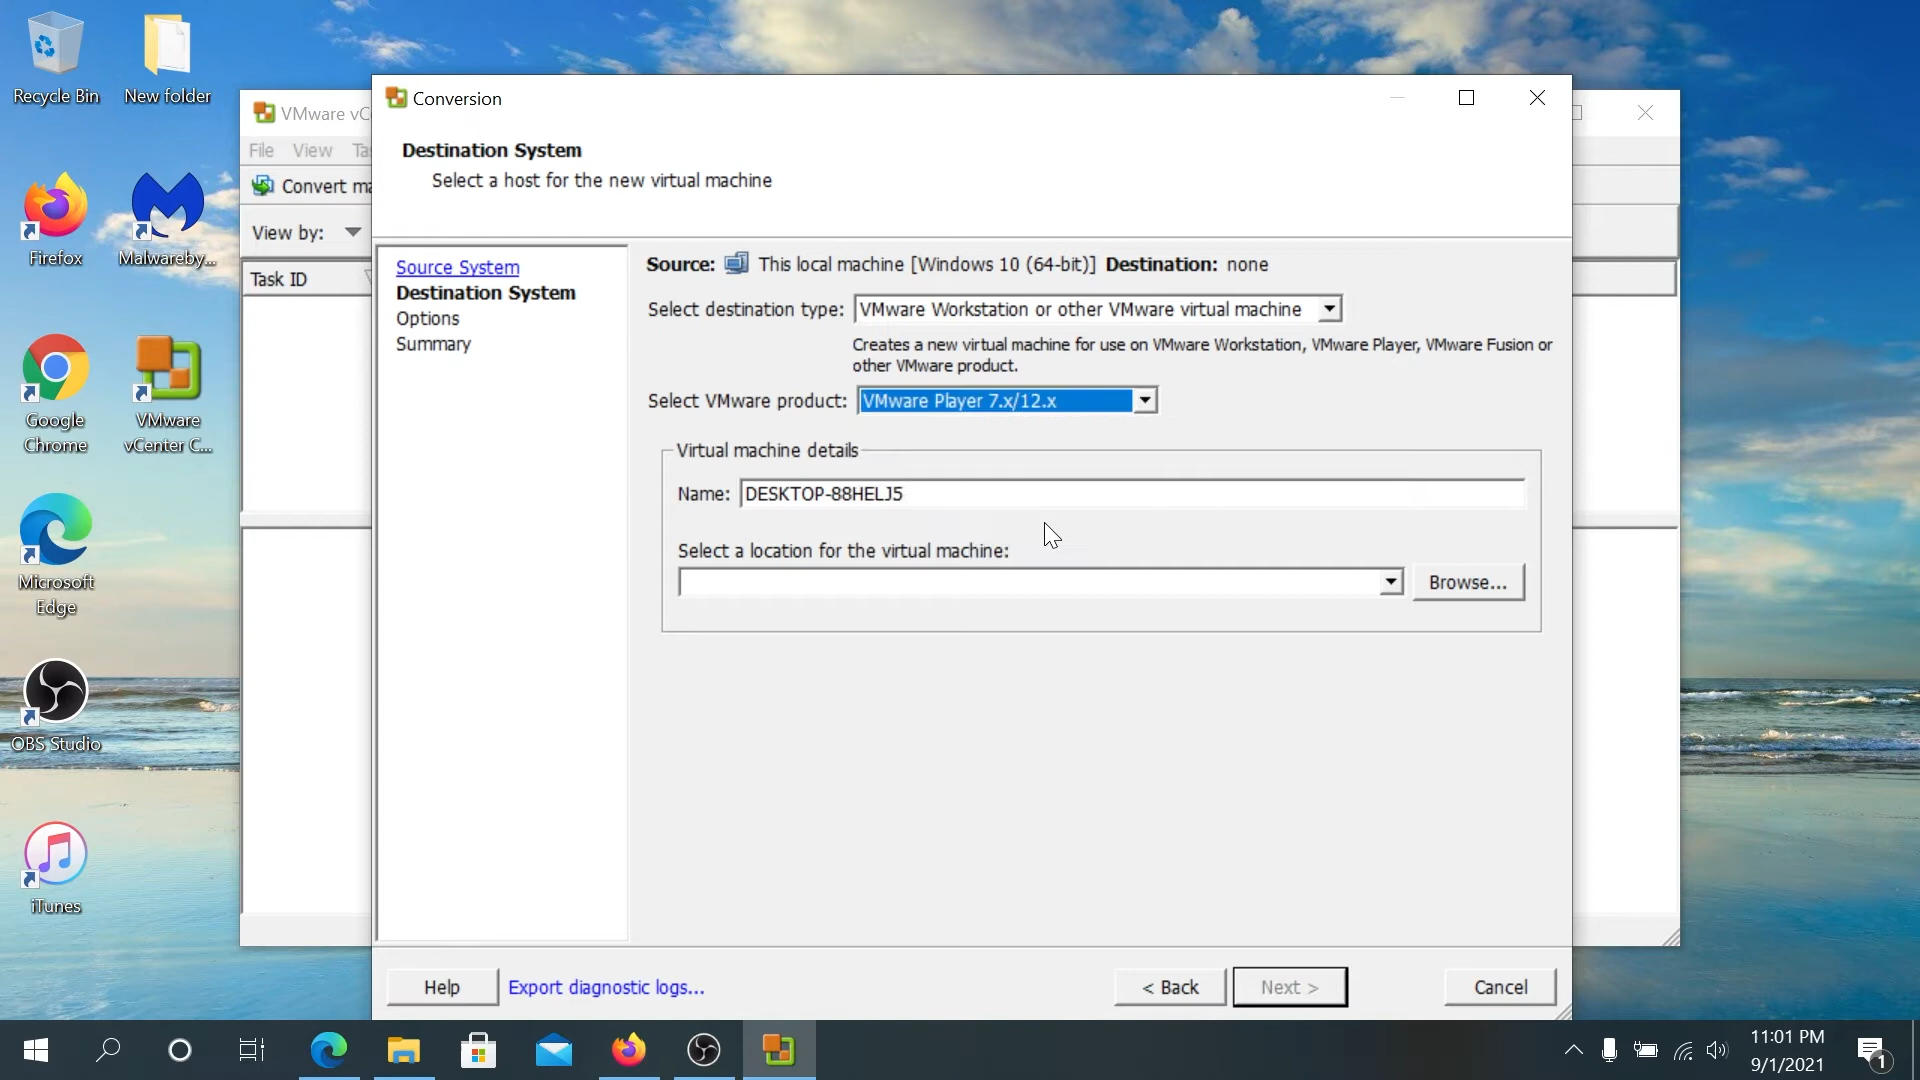 Recycle Bin
New folder
Firefox
Malwareby...
Google
Chrome
VMware
vCenter C...
Microsoft
Edge
OBS Studio
iTunes
VMware vC
File View Ta
Convert ma
View by:
Task ID
Conversion
Destination System
Select a host for the new virtual machine
Source System
Destination System
Options
Summary
Source: This local machine [Windows 10 (64-bit)] Destination: none
Select destination type: VMware Workstation or other VMware virtual machine
Creates a new virtual machine for use on VMware Workstation, VMware Player, VMware Fusion or
other VMware product.
Select VMware product: VMware Player 7.x/12.x
Virtual machine details
Name: DESKTOP-88HELJ5
Select a location for the virtual machine:
Browse...
Help Export diagnostic logs... < Back Next > Cancel
11:01 PM
9/1/2021
1